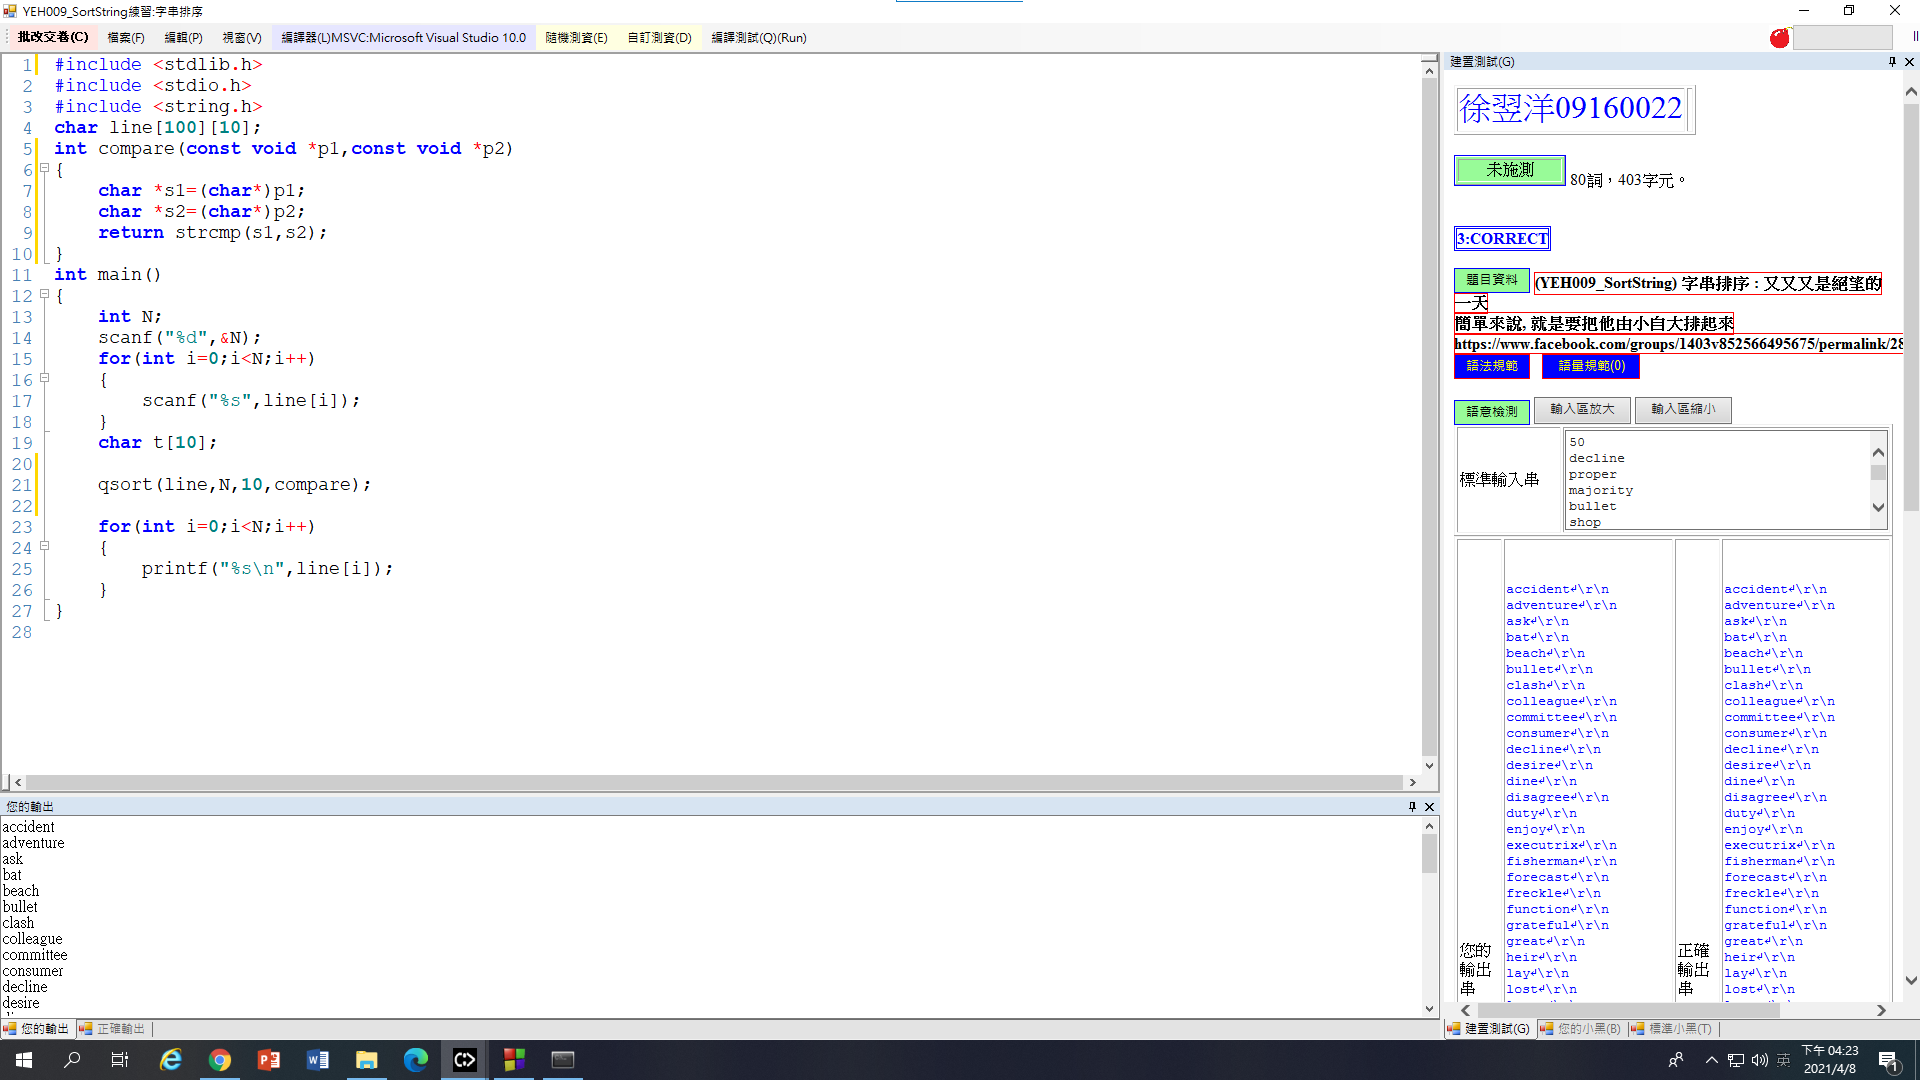 YEH009_SortString練習:字串排序
批改交卷(C) 檔案(F) 編輯(P) 視窗(V) 編譯器(L)MSVC:Microsoft Visual Studio 10.0 隨機測資(E) 自訂測資(D) 編譯測試(Q)(Run)
1 #include <stdlib.h>
2 #include <stdio.h>
3 #include <string.h>
4 char line[100][10];
5 int compare(const void *p1,const void *p2)
6 {
7 char *s1=(char*)p1;
8 char *s2=(char*)p2;
9 return strcmp(s1,s2);
10 }
11 int main()
12 {
13 int N;
14 scanf("%d",&N);
15 for(int i=0;i<N;i++)
16 {
17 scanf("%s",line[i]);
18 }
19 char t[10];
20
21 qsort(line,N,10,compare);
22
23 for(int i=0;i<N;i++)
24 {
25 printf("%s\n",line[i]);
26 }
27 }
28
您的輸出
accident
adventure
ask
bat
beach
bullet
clash
colleague
committee
consumer
decline
desire
您的輸出 正確輸出
建置測試(G)
徐翌洋09160022
未施測 80詞，403字元。
3:CORRECT
題目資料 (YEH009_SortString) 字串排序 : 又又又是絕望的
一天
簡單來說, 就是要把他由小自大排起來
https://www.facebook.com/groups/1403v852566495675/permalink/28
語法規範 語量規範(0)
語意檢測 輸入區放大 輸入區縮小
標準輸入串
50
decline
proper
majority
bullet
shop
您的
輸出
串
accident↲\r\n
adventure↲\r\n
ask↲\r\n
bat↲\r\n
beach↲\r\n
bullet↲\r\n
clash↲\r\n
colleague↲\r\n
committee↲\r\n
consumer↲\r\n
decline↲\r\n
desire↲\r\n
dine↲\r\n
disagree↲\r\n
duty↲\r\n
enjoy↲\r\n
executrix↲\r\n
fisherman↲\r\n
forecast↲\r\n
freckle↲\r\n
function↲\r\n
grateful↲\r\n
great↲\r\n
heir↲\r\n
lay↲\r\n
lost↲\r\n
正確
輸出
串
accident↲\r\n
adventure↲\r\n
ask↲\r\n
bat↲\r\n
beach↲\r\n
bullet↲\r\n
clash↲\r\n
colleague↲\r\n
committee↲\r\n
consumer↲\r\n
decline↲\r\n
desire↲\r\n
dine↲\r\n
disagree↲\r\n
duty↲\r\n
enjoy↲\r\n
executrix↲\r\n
fisherman↲\r\n
forecast↲\r\n
freckle↲\r\n
function↲\r\n
grateful↲\r\n
great↲\r\n
heir↲\r\n
lay↲\r\n
lost↲\r\n
建置測試(G) 您的小黑(B) 標準小黑(T)
英 下午 04:23
2021/4/8
1